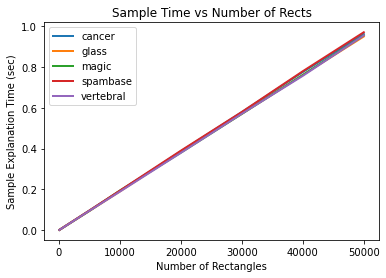 Sample Time vs Number of Rects
cancer
glass
magic
spambase
vertebral
Sample Explanation Time (sec)
1.0
0.8
0.6
0.4
0.2
0.0
0
10000
20000
30000
40000
50000
Number of Rectangles